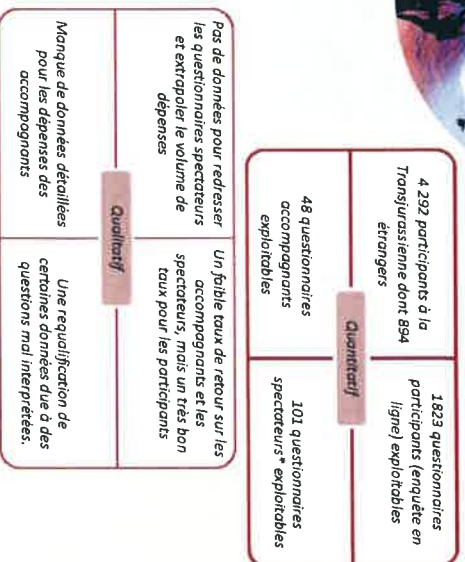 4 292 participants à la
Transjurassienne dont 894
étrangers
1823 questionnaires
participants (enquête en
ligne) exploitables
Quantitatif
48 questionnaires
accompagnants
exploitables
101 questionnaires
spectateurs* exploitables
Pas de données pour redresser
les questionnaires spectateurs
et extrapoler le volume de
dépenses
Un faible taux de retour sur les
accompagnants et les
spectateurs, mais un très bon
taux pour les participants
Qualitatif
Manque de données détaillées
pour les dépenses des
accompagnants
Une requalification de
certaines données due à des
questions mal interprétées.